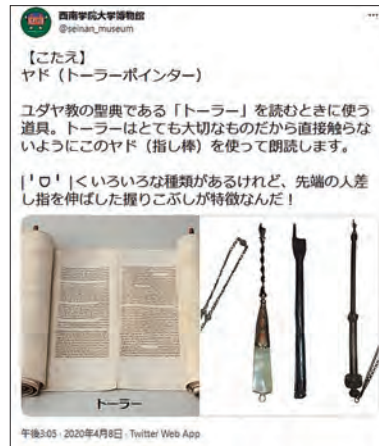 西南学院大学博物館
@seinan_museum
【こたえ】
ヤド（トーラーポインター）
ユダヤ教の聖典である「トーラー」を読むときに使う
道具。トーラーはとても大切なものだから直接触らな
いようにこのヤド（指し棒）を使って朗読します。
|'ㅁ'|<いろいろな種類があるけれど、先端の人差
し指を伸ばした握りこぶしが特徴なんだ！
トーラー
午後3:05 · 2020年4月8日 · Twitter Web App